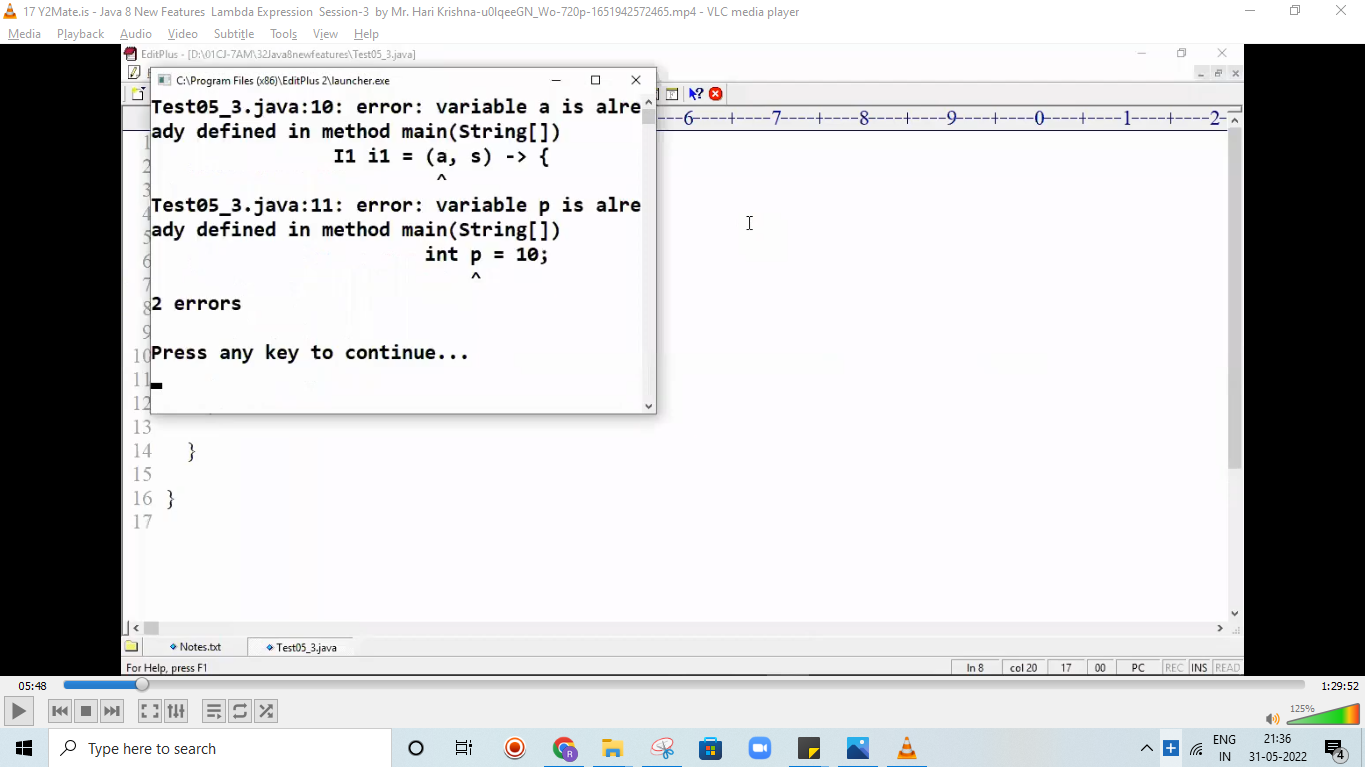 17 Y2Mate.is - Java 8 New Features Lambda Expression Session-3 by Mr. Hari Krishna-u0lqeeGN_Wo-720p-1651942572465.mp4 - VLC media player
Media Playback Audio Video Subtitle Tools View Help
EditPlus - [D:\01CJ-7AM\32Java8newfeatures\Test05_3.java]
C:\Program Files (x86)\EditPlus 2\launcher.exe
Test05_3.java:10: error: variable a is alre
ady defined in method main(String[])
I1 i1 = (a, s) -> {
^
Test05_3.java:11: error: variable p is alre
ady defined in method main(String[])
int p = 10;
^
2 errors
Press any key to continue...
-6----+----7----+----8----+----9----+----0----+----1----+----2-
1
2
3
4
5
6
7
8
9
10
11
12
13
14 }
15
16 }
17
Notes.txt Test05_3.java
For Help, press F1 ln 8 col 20 17 00 PC REC INS READ
05:48 1:29:52
125%
Type here to search
ENG 21:36
IN 31-05-2022 4